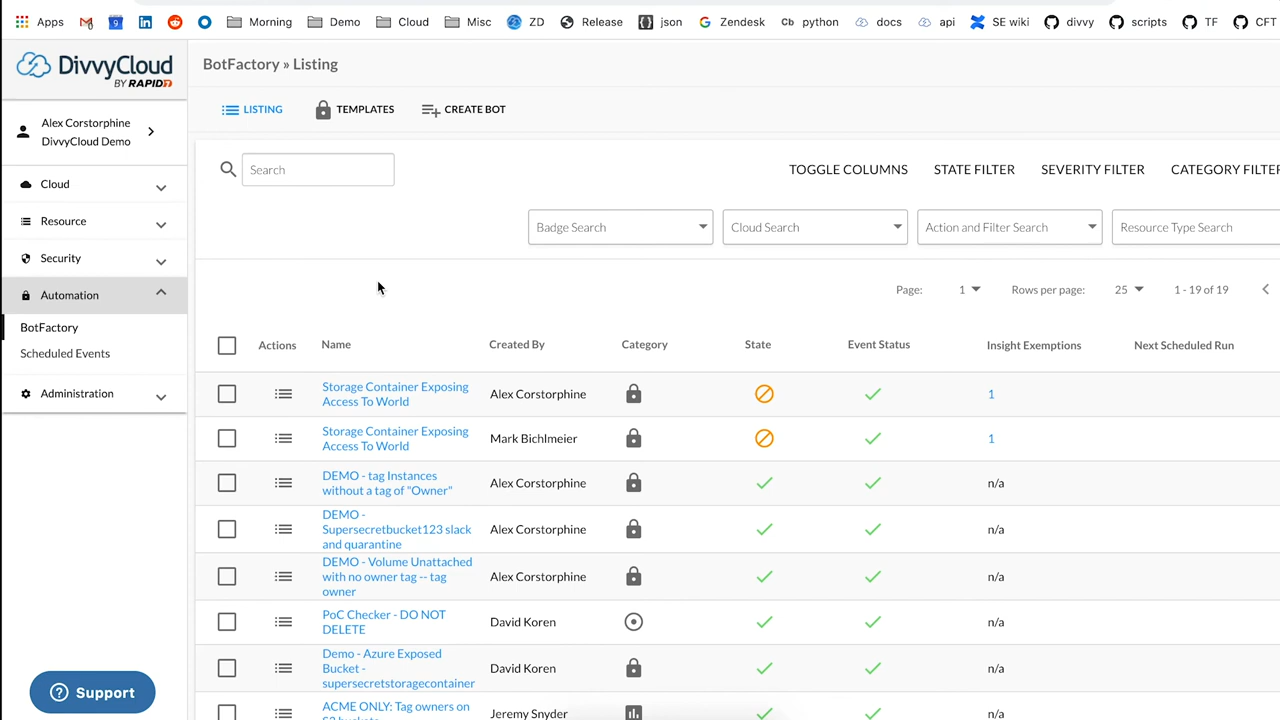 Apps 9 Morning Demo Cloud Misc ZD Release json Zendesk Cb python docs api SE wiki divvy scripts TF CFT
DivvyCloud
BY RAPID7
BotFactory » Listing
LISTING TEMPLATES CREATE BOT
Alex Corstorphine
DivvyCloud Demo
Cloud
Resource
Security
Automation
BotFactory
Scheduled Events
Administration
Support
Search TOGGLE COLUMNS STATE FILTER SEVERITY FILTER CATEGORY FILTER
Badge Search Cloud Search Action and Filter Search Resource Type Search
Page: 1 Rows per page: 25 1 - 19 of 19
Actions Name Created By Category State Event Status Insight Exemptions Next Scheduled Run
Storage Container Exposing
Access To World
Alex Corstorphine 1
Storage Container Exposing
Access To World
Mark Bichlmeier 1
DEMO - tag Instances
without a tag of "Owner"
Alex Corstorphine n/a
DEMO -
Supersecretbucket123 slack
and quarantine
Alex Corstorphine n/a
DEMO - Volume Unattached
with no owner tag -- tag
owner
Alex Corstorphine n/a
PoC Checker - DO NOT
DELETE
David Koren n/a
Demo - Azure Exposed
Bucket -
supersecretstoragecontainer
David Koren n/a
ACME ONLY: Tag owners on
S3 buckets
Jeremy Snyder n/a